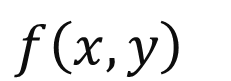 f(x, y)